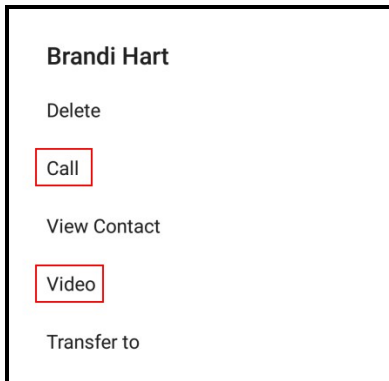 Brandi Hart
Delete
Call
View Contact
Video
Transfer to